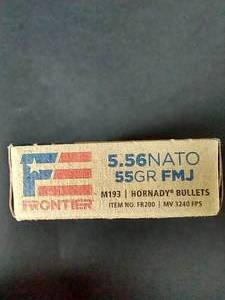 5.56NATO
55GR FMJ
M193 | HORNADY® BULLETS
ITEM NO. FR200 | MV 3240 FPS
FRONTIER